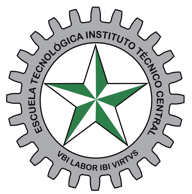 ESCUELA TECNOLÓGICA INSTITUTO TÉCNICO CENTRAL
VBI LABOR IBI VIRTVS